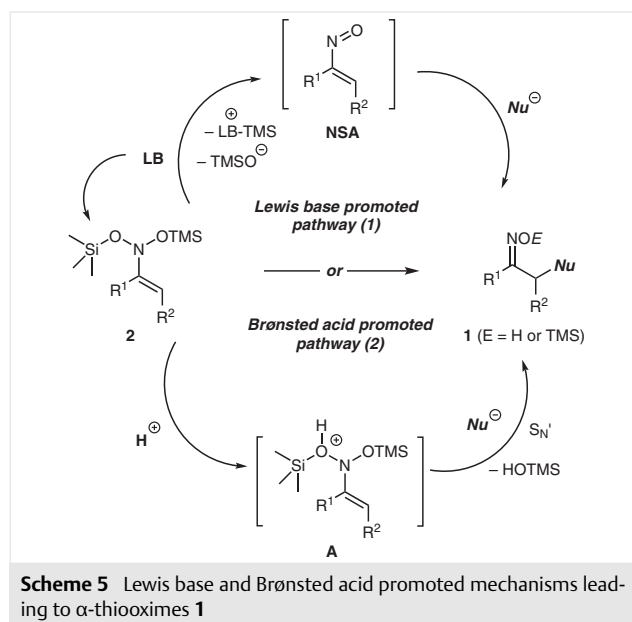 N=O
R¹
R²
NSA
⊕
– LB-TMS
– TMSO⊖
LB
Nu⊖
Lewis base promoted
pathway (1)
Si O N OTMS
R¹
R²
2
or
NOE
R¹ Nu
R²
1 (E = H or TMS)
Brønsted acid promoted
pathway (2)
H⊕
H
⊕
Si O N OTMS
R¹
R²
A
Nu⊖
SN'
– HOTMS
Scheme 5 Lewis base and Brønsted acid promoted mechanisms lead-
ing to α-thiooximes 1